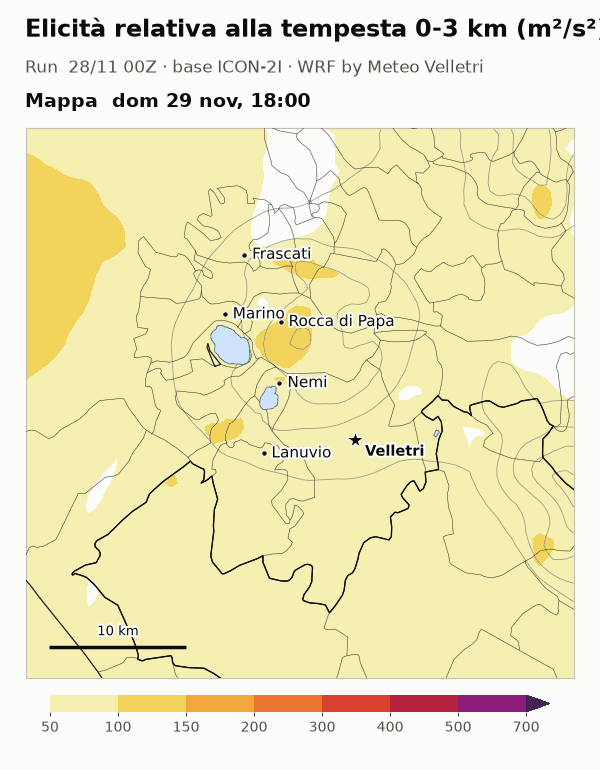 Elicità relativa alla tempesta 0-3 km (m²/s²)
Run 28/11 00Z · base ICON-2I · WRF by Meteo Velletri
Mappa dom 29 nov, 18:00
Frascati
Marino
Rocca di Papa
Nemi
Lanuvio
Velletri
10 km
50 100 150 200 300 400 500 700